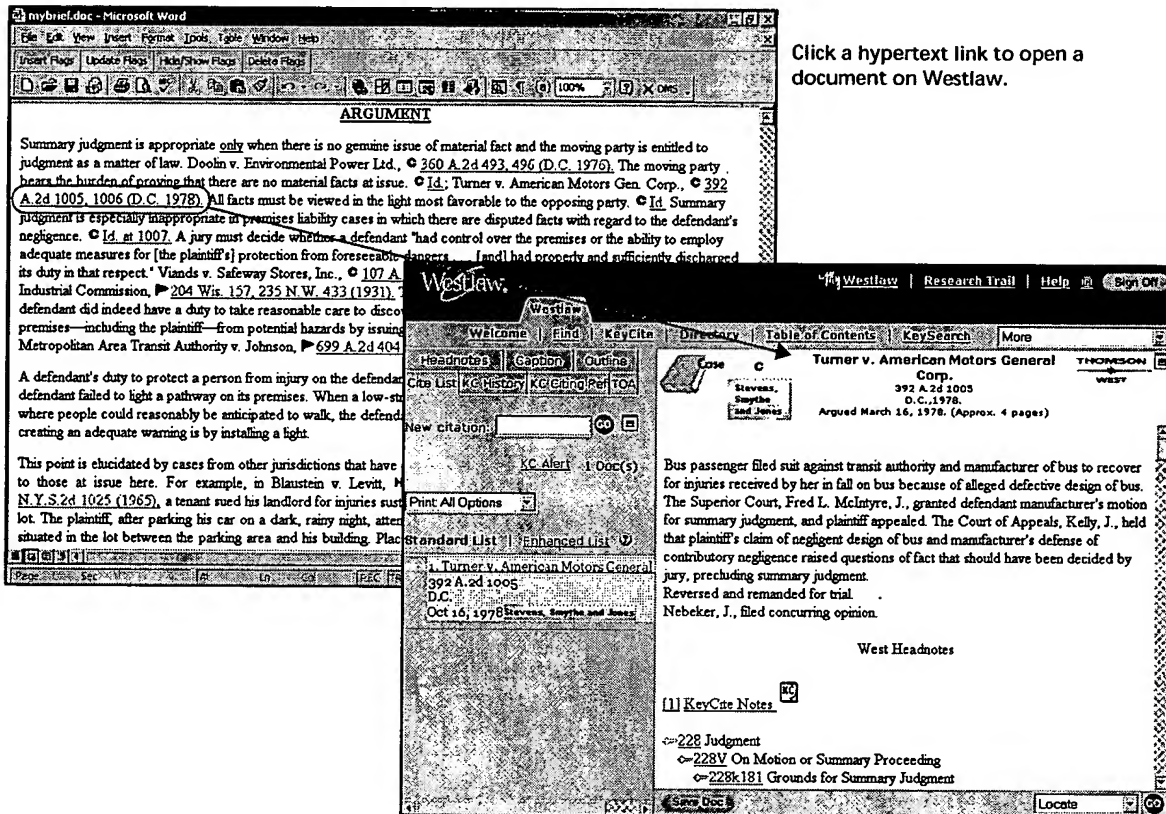 mybrief.doc - Microsoft Word
File Edit View Insert Format Tools Table Window Help
Insert Flags Update Flags Hide/Show Flags Delete Flags
100% DMS
Click a hypertext link to open a
document on Westlaw.
ARGUMENT
Summary judgment is appropriate only when there is no genuine issue of material fact and the moving party is entitled to
judgment as a matter of law. Doolin v. Environmental Power Ltd., C 360 A.2d 493, 496 (D.C. 1976). The moving party
bears the burden of proving that there are no material facts at issue. C Id.; Turner v. American Motors Gen. Corp., C 392
A.2d 1005, 1006 (D.C. 1978). All facts must be viewed in the light most favorable to the opposing party. C Id. Summary
judgment is especially inappropriate in premises liability cases in which there are disputed facts with regard to the defendant's
negligence. C Id. at 1007. A jury must decide whether a defendant "had control over the premises or the ability to employ
adequate measures for [the plaintiff's] protection from foreseeable dangers . . . [and] had properly and sufficiently discharged
its duty in that respect." Viands v. Safeway Stores, Inc., C 107 A
Industrial Commission, 204 Wis. 157, 235 N.W. 433 (1931).
defendant did indeed have a duty to take reasonable care to disco
premises—including the plaintiff—from potential hazards by issuing
Metropolitan Area Transit Authority v. Johnson, 699 A.2d 404
A defendant's duty to protect a person from injury on the defendan
defendant failed to light a pathway on its premises. When a low-st
where people could reasonably be anticipated to walk, the defend
creating an adequate warning is by installing a light.
This point is elucidated by cases from other jurisdictions that have
to those at issue here. For example, in Blaustein v. Levitt, H
N.Y.S.2d 1025 (1965), a tenant sued his landlord for injuries sust
lot. The plaintiff, after parking his car on a dark, rainy night, atten
situated in the lot between the parking area and his building. Plac
Page Sec At Ln Col REC
Westlaw.
My Westlaw | Research Trail | Help Sign Off
Westlaw
Welcome | Find | KeyCite | Directory | Table of Contents | KeySearch More
Headnotes Caption Outline
Cite List KC History KC Citing Ref TOA
New citation: GO
KC Alert 1 Doc(s)
Print: All Options
Standard List | Enhanced List
1. Turner v. American Motors General
392 A.2d 1005
D.C.
Oct 16, 1978 Stevens, Smythe and Jones
Case C
Stevens,
Smythe
and Jones
Turner v. American Motors General
Corp.
392 A.2d 1005
D.C.,1978.
Argued March 16, 1978. (Approx. 4 pages)
THOMSON
WEST
Bus passenger filed suit against transit authority and manufacturer of bus to recover
for injuries received by her in fall on bus because of alleged defective design of bus.
The Superior Court, Fred L. McIntyre, J., granted defendant manufacturer's motion
for summary judgment, and plaintiff appealed. The Court of Appeals, Kelly, J., held
that plaintiff's claim of negligent design of bus and manufacturer's defense of
contributory negligence raised questions of fact that should have been decided by
jury, precluding summary judgment.
Reversed and remanded for trial.
Nebeker, J., filed concurring opinion.
West Headnotes
[1] KeyCite Notes KC
228 Judgment
228V On Motion or Summary Proceeding
228k181 Grounds for Summary Judgment
Save Doc Locate GO